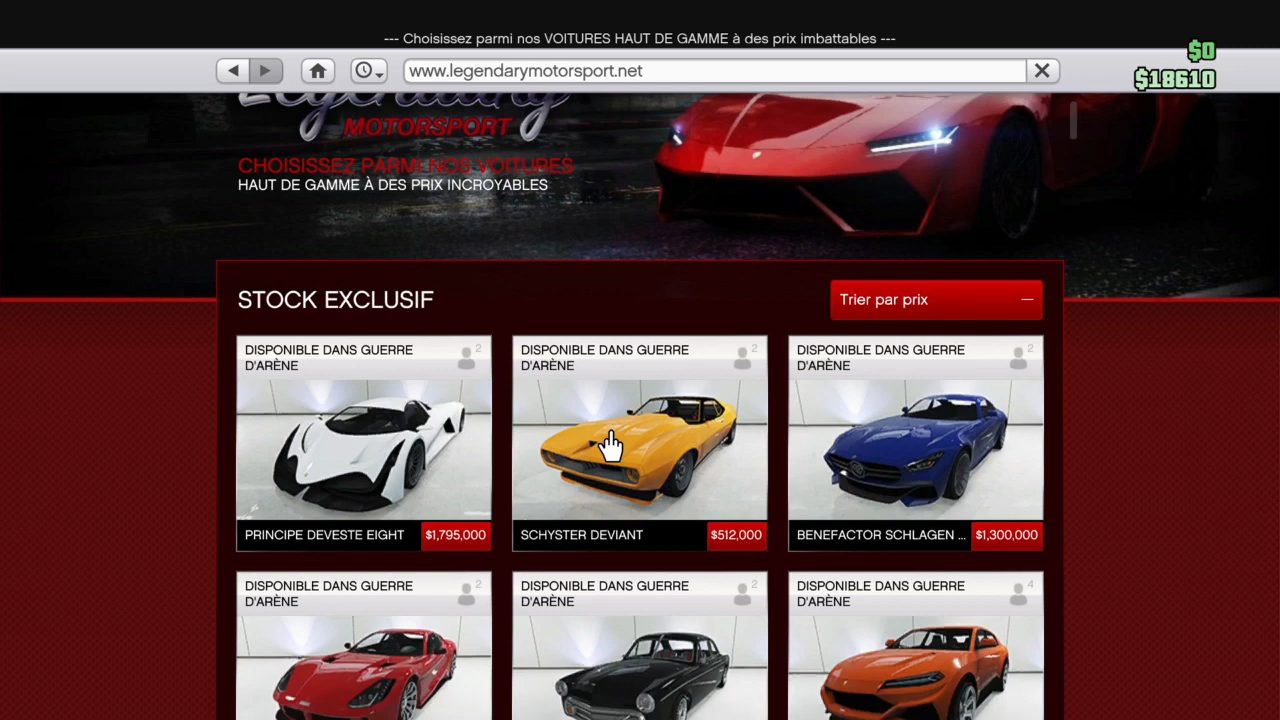 --- Choisissez parmi nos VOITURES HAUT DE GAMME à des prix imbattables ---
$0
www.legendarymotorsport.net
$18610
Legendary
MOTORSPORT
CHOISISSEZ PARMI NOS VOITURES
HAUT DE GAMME À DES PRIX INCROYABLES
STOCK EXCLUSIF
Trier par prix
DISPONIBLE DANS GUERRE
D'ARÈNE
2
PRINCIPE DEVESTE EIGHT
$1,795,000
DISPONIBLE DANS GUERRE
D'ARÈNE
2
SCHYSTER DEVIANT
$512,000
DISPONIBLE DANS GUERRE
D'ARÈNE
2
BENEFACTOR SCHLAGEN ...
$1,300,000
DISPONIBLE DANS GUERRE
D'ARÈNE
2
DISPONIBLE DANS GUERRE
D'ARÈNE
2
DISPONIBLE DANS GUERRE
D'ARÈNE
4